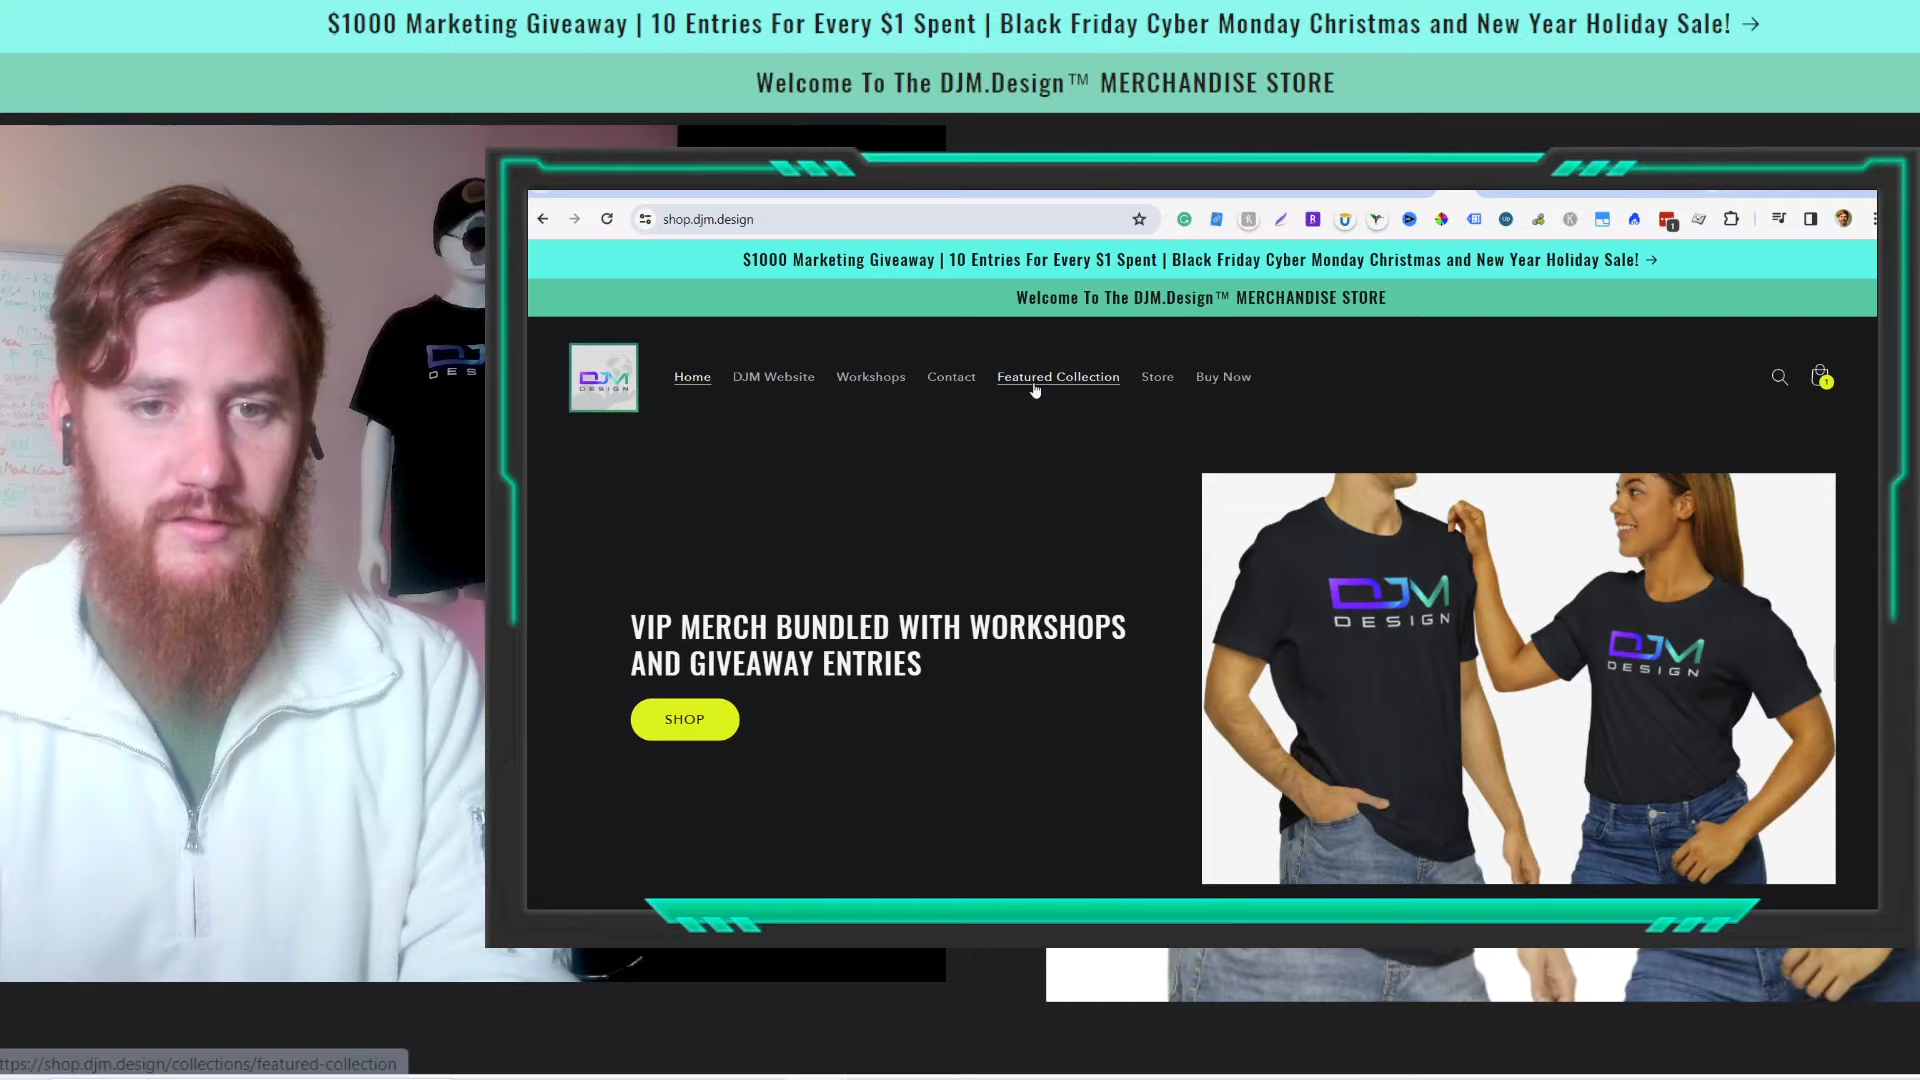 $1000 Marketing Giveaway | 10 Entries For Every $1 Spent | Black Friday Cyber Monday Christmas and New Year Holiday Sale! →
Welcome To The DJM.Design™ MERCHANDISE STORE
shop.djm.design
$1000 Marketing Giveaway | 10 Entries For Every $1 Spent | Black Friday Cyber Monday Christmas and New Year Holiday Sale! →
Welcome To The DJM.Design™ MERCHANDISE STORE
DJM
DESIGN
Home DJM Website Workshops Contact Featured Collection Store Buy Now
1
VIP MERCH BUNDLED WITH WORKSHOPS
AND GIVEAWAY ENTRIES
SHOP
DJM
DESIGN
DJM
DESIGN
ttps://shop.djm.design/collections/featured-collection